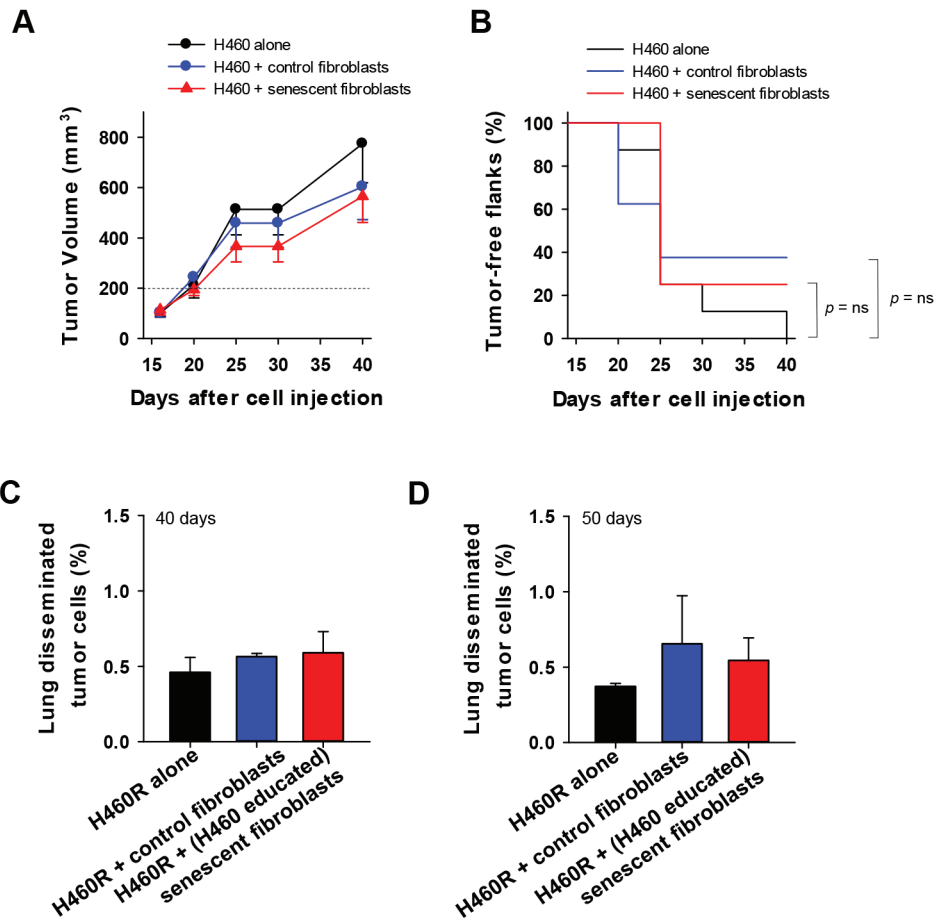 A
H460 alone
H460 + control fibroblasts
H460 + senescent fibroblasts
Tumor Volume (mm³)
800
600
400
200
0
15 20 25 30 35 40
Days after cell injection
B
H460 alone
H460 + control fibroblasts
H460 + senescent fibroblasts
Tumor-free flanks (%)
100
80
60
40
20
0
15 20 25 30 35 40
Days after cell injection
p = ns
p = ns
C
40 days
Lung disseminated
tumor cells (%)
1.5
1.0
0.5
0.0
H460R alone
H460R + control fibroblasts
H460R + (H460 educated)
senescent fibroblasts
D
50 days
Lung disseminated
tumor cells (%)
1.5
1.0
0.5
0.0
H460R alone
H460R + control fibroblasts
H460R + (H460 educated)
senescent fibroblasts